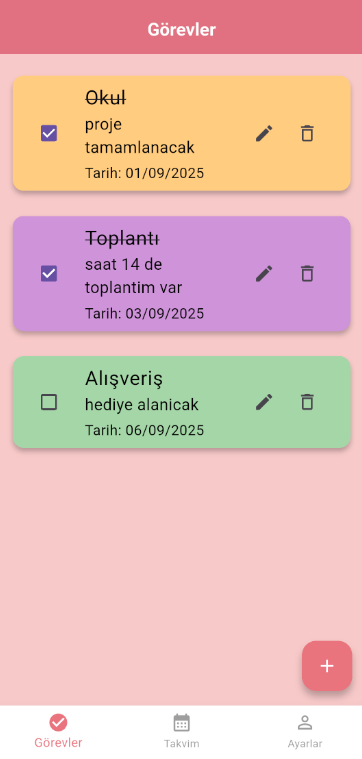 Görevler
Okul
proje
tamamlanacak
Tarih: 01/09/2025
Toplantı
saat 14 de
toplantim var
Tarih: 03/09/2025
Alışveriş
hediye alanicak
Tarih: 06/09/2025
+
Görevler
Takvim
Ayarlar